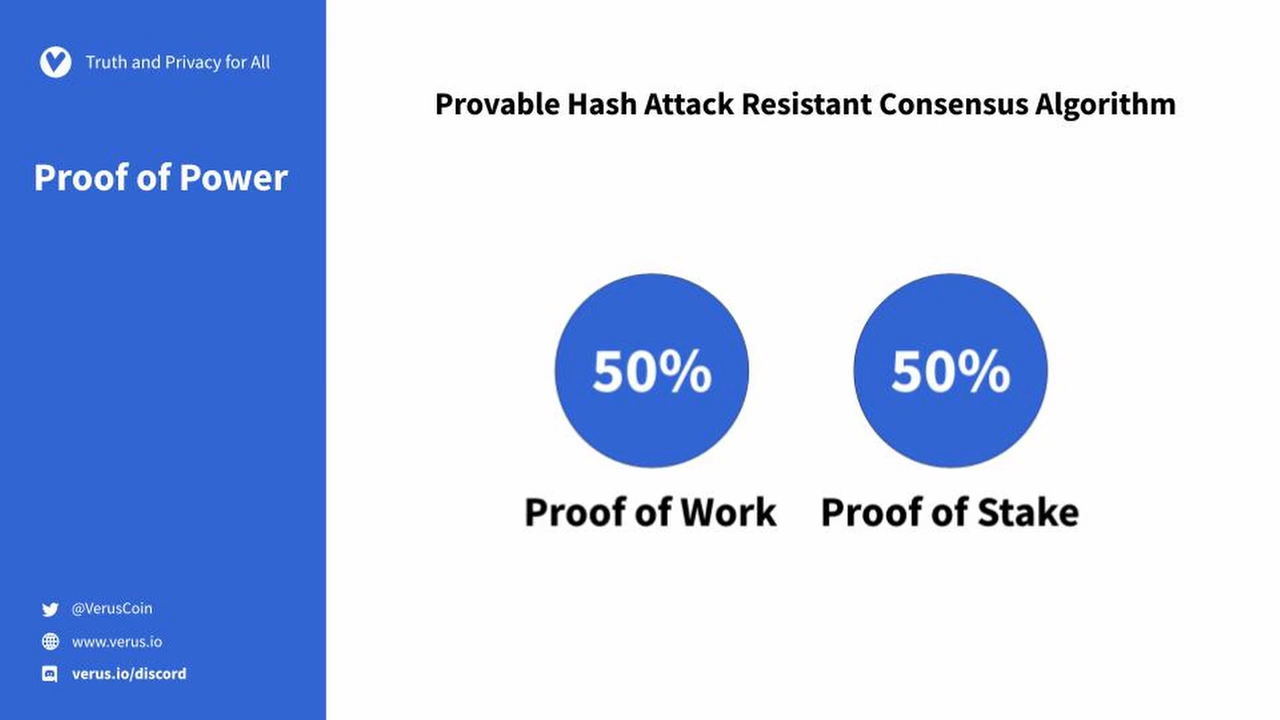 Truth and Privacy for All
Proof of Power
Provable Hash Attack Resistant Consensus Algorithm
50%
50%
Proof of Work
Proof of Stake
@VerusCoin
www.verus.io
verus.io/discord